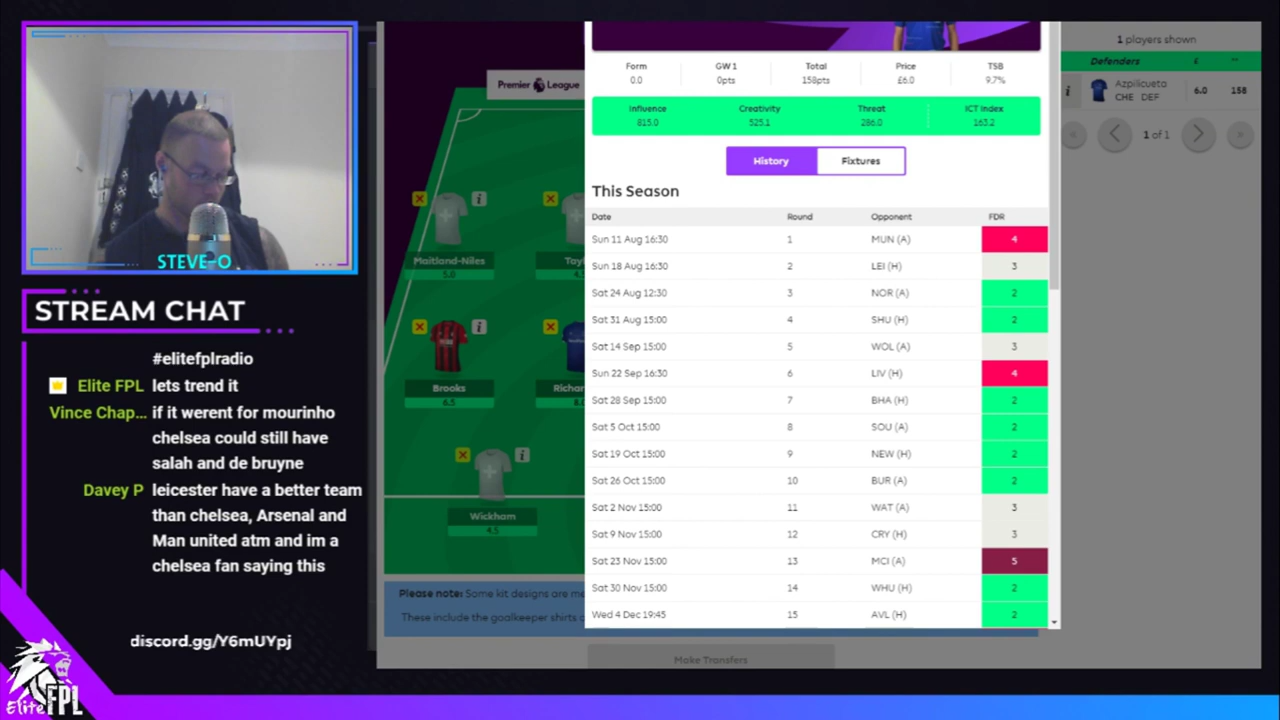 STEVE-O
STREAM CHAT
#elitefplradio
Elite FPL lets trend it
Vince Chap... if it werent for mourinho
chelsea could still have
salah and de bruyne
Davey P leicester have a better team
than chelsea, Arsenal and
Man united atm and im a
chelsea fan saying this
discord.gg/Y6mUYpj
Elite FPL
Premier League
Maitland-Niles
5.0
Tayl
4.5
Brooks
6.5
Richar
8.0
Wickham
4.5
Please note: Some kit designs are me
These include the goalkeeper shirts o
Make Transfers
Form GW 1 Total Price TSB
0.0 0pts 158pts £6.0 9.7%
Influence Creativity Threat ICT Index
815.0 525.1 286.0 163.2
History Fixtures
This Season
Date Round Opponent FDR
Sun 11 Aug 16:30 1 MUN (A) 4
Sun 18 Aug 16:30 2 LEI (H) 3
Sat 24 Aug 12:30 3 NOR (A) 2
Sat 31 Aug 15:00 4 SHU (H) 2
Sat 14 Sep 15:00 5 WOL (A) 3
Sun 22 Sep 16:30 6 LIV (H) 4
Sat 28 Sep 15:00 7 BHA (H) 2
Sat 5 Oct 15:00 8 SOU (A) 2
Sat 19 Oct 15:00 9 NEW (H) 2
Sat 26 Oct 15:00 10 BUR (A) 2
Sat 2 Nov 15:00 11 WAT (A) 3
Sat 9 Nov 15:00 12 CRY (H) 3
Sat 23 Nov 15:00 13 MCI (A) 5
Sat 30 Nov 15:00 14 WHU (H) 2
Wed 4 Dec 19:45 15 AVL (H) 2
1 players shown
Defenders £ **
i Azpilicueta 6.0 158
CHE DEF
1 of 1